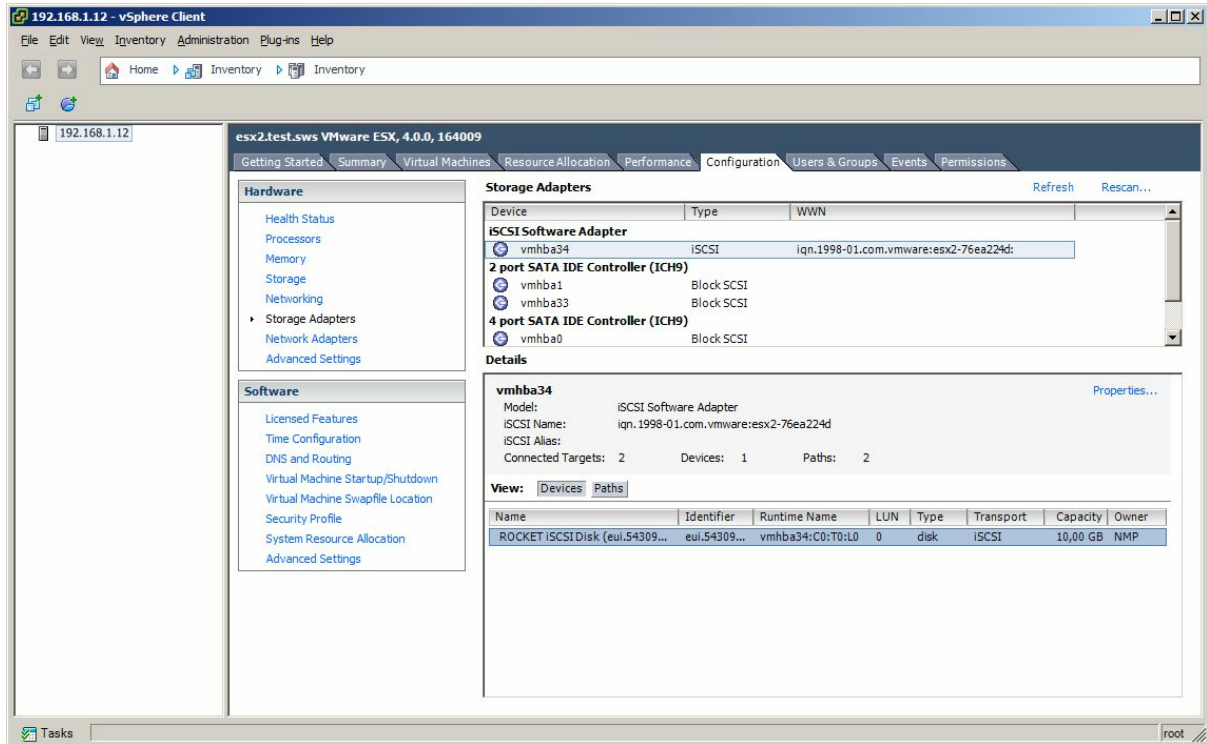 192.168.1.12 - vSphere Client
File Edit View Inventory Administration Plug-ins Help
Home Inventory Inventory
192.168.1.12
esx2.test.sws VMware ESX, 4.0.0, 164009
Getting Started Summary Virtual Machines Resource Allocation Performance Configuration Users & Groups Events Permissions
Hardware
Health Status
Processors
Memory
Storage
Networking
Storage Adapters
Network Adapters
Advanced Settings
Software
Licensed Features
Time Configuration
DNS and Routing
Virtual Machine Startup/Shutdown
Virtual Machine Swapfile Location
Security Profile
System Resource Allocation
Advanced Settings
Storage Adapters Refresh Rescan...
Device Type WWN
iSCSI Software Adapter
vmhba34 iSCSI iqn.1998-01.com.vmware:esx2-76ea224d:
2 port SATA IDE Controller (ICH9)
vmhba1 Block SCSI
vmhba33 Block SCSI
4 port SATA IDE Controller (ICH9)
vmhba0 Block SCSI
Details
vmhba34 Properties...
Model: iSCSI Software Adapter
iSCSI Name: iqn.1998-01.com.vmware:esx2-76ea224d
iSCSI Alias:
Connected Targets: 2 Devices: 1 Paths: 2
View: Devices Paths
Name Identifier Runtime Name LUN Type Transport Capacity Owner
ROCKET iSCSI Disk (eui.54309... eui.54309... vmhba34:C0:T0:L0 0 disk iSCSI 10,00 GB NMP
Tasks root